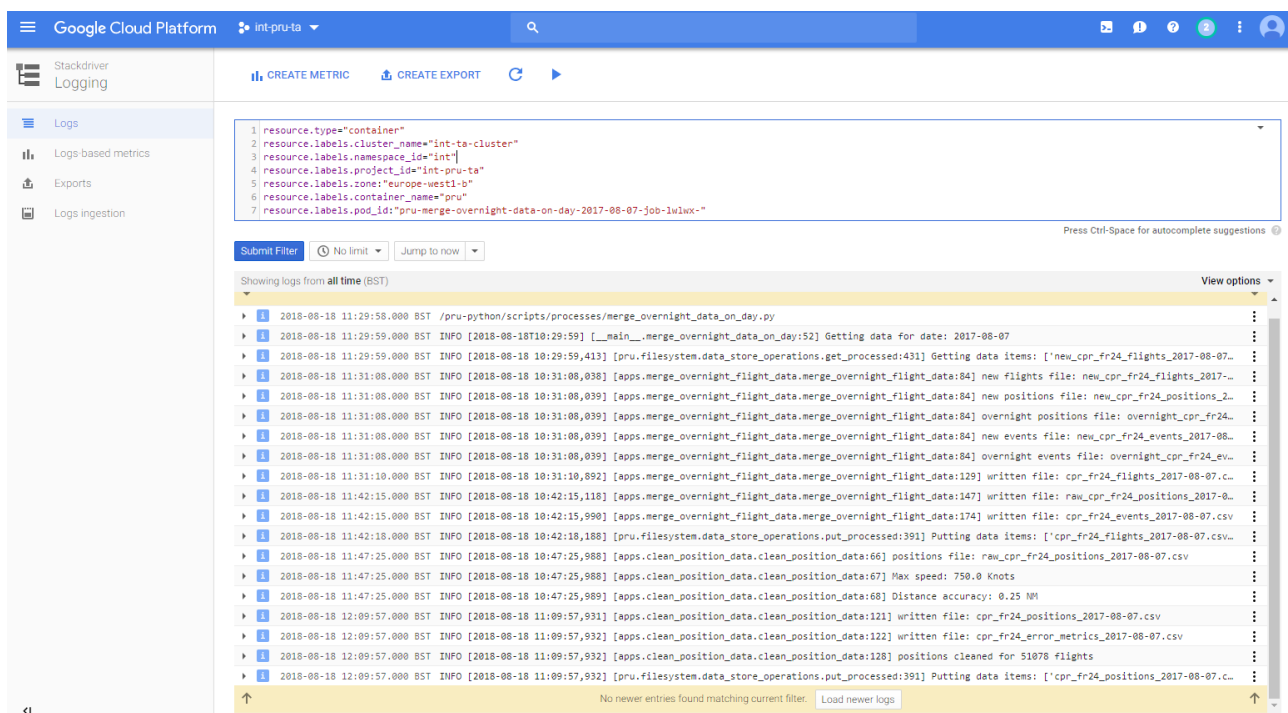 Google Cloud Platform int-pru-ta 2
Stackdriver
Logging
CREATE METRIC CREATE EXPORT
Logs
Logs-based metrics
Exports
Logs ingestion
1 resource.type="container"
2 resource.labels.cluster_name="int-ta-cluster"
3 resource.labels.namespace_id="int"
4 resource.labels.project_id="int-pru-ta"
5 resource.labels.zone:"europe-west1-b"
6 resource.labels.container_name="pru"
7 resource.labels.pod_id:"pru-merge-overnight-data-on-day-2017-08-07-job-lwlwx-"
Press Ctrl-Space for autocomplete suggestions
Submit Filter No limit Jump to now
Showing logs from all time (BST) View options
2018-08-18 11:29:58.000 BST /pru-python/scripts/processes/merge_overnight_data_on_day.py
2018-08-18 11:29:59.000 BST INFO [2018-08-18T10:29:59] [__main__.merge_overnight_data_on_day:52] Getting data for date: 2017-08-07
2018-08-18 11:29:59.000 BST INFO [2018-08-18 10:29:59,413] [pru.filesystem.data_store_operations.get_processed:431] Getting data items: ['new_cpr_fr24_flights_2017-08-07…
2018-08-18 11:31:08.000 BST INFO [2018-08-18 10:31:08,038] [apps.merge_overnight_flight_data.merge_overnight_flight_data:84] new flights file: new_cpr_fr24_flights_2017-…
2018-08-18 11:31:08.000 BST INFO [2018-08-18 10:31:08,039] [apps.merge_overnight_flight_data.merge_overnight_flight_data:84] new positions file: new_cpr_fr24_positions_2…
2018-08-18 11:31:08.000 BST INFO [2018-08-18 10:31:08,039] [apps.merge_overnight_flight_data.merge_overnight_flight_data:84] overnight positions file: overnight_cpr_fr24…
2018-08-18 11:31:08.000 BST INFO [2018-08-18 10:31:08,039] [apps.merge_overnight_flight_data.merge_overnight_flight_data:84] new events file: new_cpr_fr24_events_2017-08…
2018-08-18 11:31:08.000 BST INFO [2018-08-18 10:31:08,039] [apps.merge_overnight_flight_data.merge_overnight_flight_data:84] overnight events file: overnight_cpr_fr24_ev…
2018-08-18 11:31:10.000 BST INFO [2018-08-18 10:31:10,892] [apps.merge_overnight_flight_data.merge_overnight_flight_data:129] written file: cpr_fr24_flights_2017-08-07.c…
2018-08-18 11:42:15.000 BST INFO [2018-08-18 10:42:15,118] [apps.merge_overnight_flight_data.merge_overnight_flight_data:147] written file: raw_cpr_fr24_positions_2017-0…
2018-08-18 11:42:15.000 BST INFO [2018-08-18 10:42:15,990] [apps.merge_overnight_flight_data.merge_overnight_flight_data:174] written file: cpr_fr24_events_2017-08-07.csv
2018-08-18 11:42:18.000 BST INFO [2018-08-18 10:42:18,188] [pru.filesystem.data_store_operations.put_processed:391] Putting data items: ['cpr_fr24_flights_2017-08-07.csv…
2018-08-18 11:47:25.000 BST INFO [2018-08-18 10:47:25,988] [apps.clean_position_data.clean_position_data:66] positions file: raw_cpr_fr24_positions_2017-08-07.csv
2018-08-18 11:47:25.000 BST INFO [2018-08-18 10:47:25,988] [apps.clean_position_data.clean_position_data:67] Max speed: 750.0 Knots
2018-08-18 11:47:25.000 BST INFO [2018-08-18 10:47:25,989] [apps.clean_position_data.clean_position_data:68] Distance accuracy: 0.25 NM
2018-08-18 12:09:57.000 BST INFO [2018-08-18 11:09:57,931] [apps.clean_position_data.clean_position_data:121] written file: cpr_fr24_positions_2017-08-07.csv
2018-08-18 12:09:57.000 BST INFO [2018-08-18 11:09:57,932] [apps.clean_position_data.clean_position_data:122] written file: cpr_fr24_error_metrics_2017-08-07.csv
2018-08-18 12:09:57.000 BST INFO [2018-08-18 11:09:57,932] [apps.clean_position_data.clean_position_data:128] positions cleaned for 51078 flights
2018-08-18 12:09:57.000 BST INFO [2018-08-18 11:09:57,932] [pru.filesystem.data_store_operations.put_processed:391] Putting data items: ['cpr_fr24_positions_2017-08-07.c…
No newer entries found matching current filter. Load newer logs